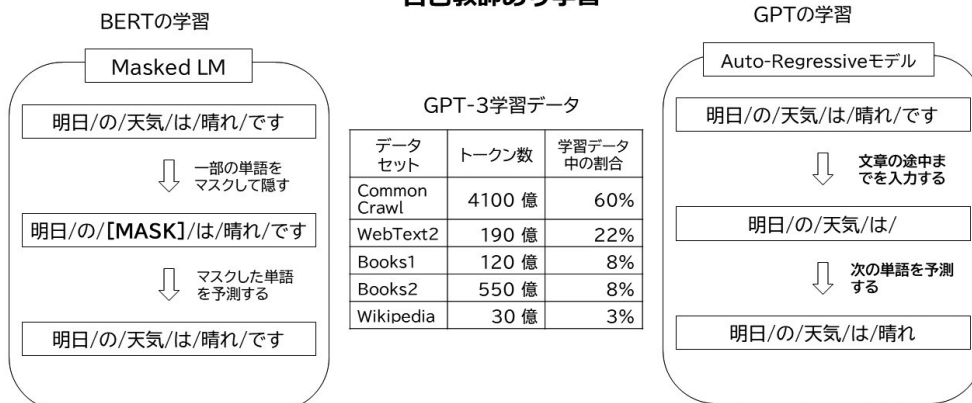 自己教師あり学習
BERTの学習
Masked LM
明日/の/天気/は/晴れ/です
一部の単語を
マスクして隠す
明日/の/[MASK]/は/晴れ/です
マスクした単語
を予測する
明日/の/天気/は/晴れ/です
GPT-3学習データ
データ
セット
トークン数
学習データ
中の割合
Common
Crawl
4100 億
60%
WebText2
190 億
22%
Books1
120 億
8%
Books2
550 億
8%
Wikipedia
30 億
3%
GPTの学習
Auto-Regressiveモデル
明日/の/天気/は/晴れ/です
文章の途中ま
でを入力する
明日/の/天気/は/
次の単語を予測
する
明日/の/天気/は/晴れ